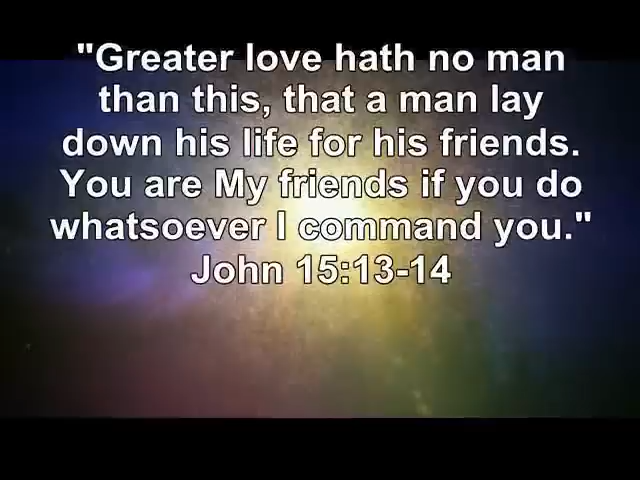 "Greater love hath no man
than this, that a man lay
down his life for his friends.
You are My friends if you do
whatsoever I command you."
John 15:13-14